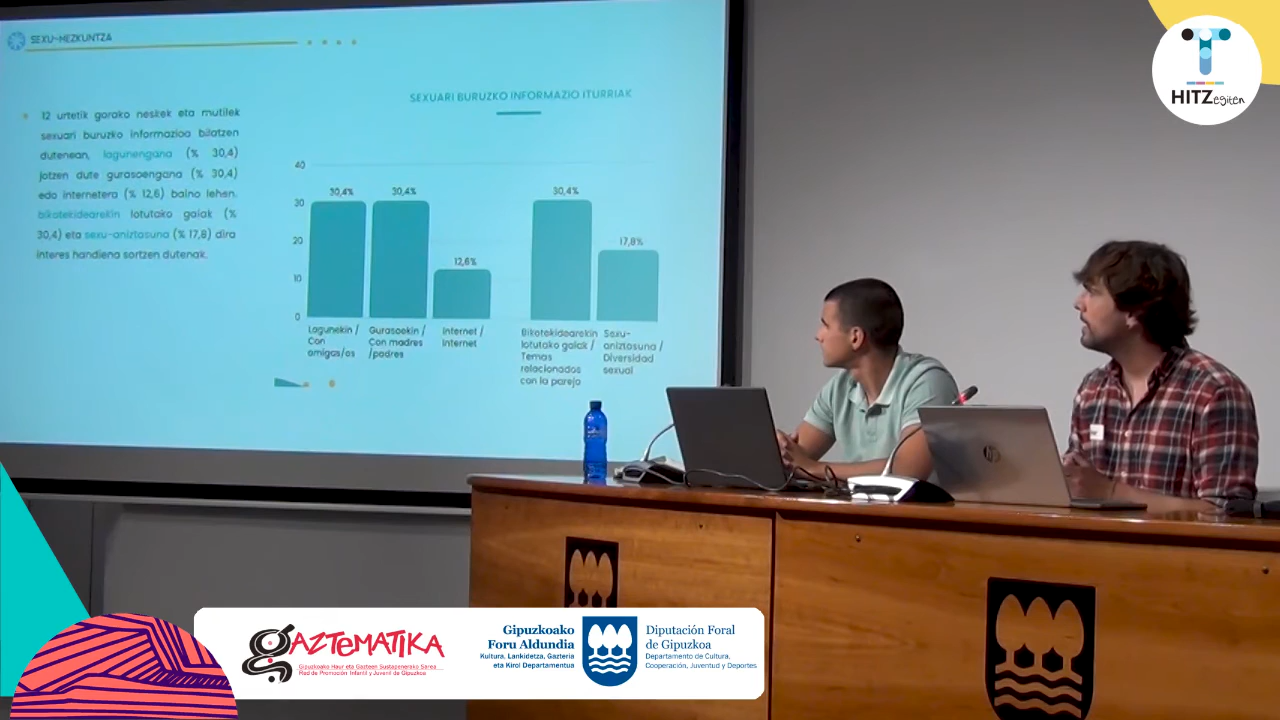 SEXU-HEZKUNTZA
12 urtetik gorako neskek eta mutilek
sexuari buruzko informazioa bilatzen
dutenean, lagunengana (% 30,4)
jotzen dute gurasoengana (% 30,4)
edo internetera (% 12,6) baino lehen.
bikotekidearekin lotutako gaiak (%
30,4) eta sexu-aniztasuna (% 17,8) dira
interes handiena sortzen dutenak.
SEXUARI BURUZKO INFORMAZIO ITURRIAK
40
30
20
10
0
30,4%
30,4%
12,6%
30,4%
17,8%
Lagunekin /
Con
amigas/os
Gurasoekin /
Con madres
/padres
Internet /
Internet
Bikotekidearekin
lotutako gaiak /
Temas
relacionados
con la pareja
Sexu-
aniztasuna /
Diversidad
sexual
HITZegiten
hp
gAZTEMATIKA
Gipuzkoako Haur eta Gazteen Sustapenerako Sarea
Red de Promoción Infantil y Juvenil de Gipuzkoa
Gipuzkoako
Foru Aldundia
Kultura, Lankidetza, Gazteria
eta Kirol Departamentua
Diputación Foral
de Gipuzkoa
Departamento de Cultura,
Cooperación, Juventud y Deportes